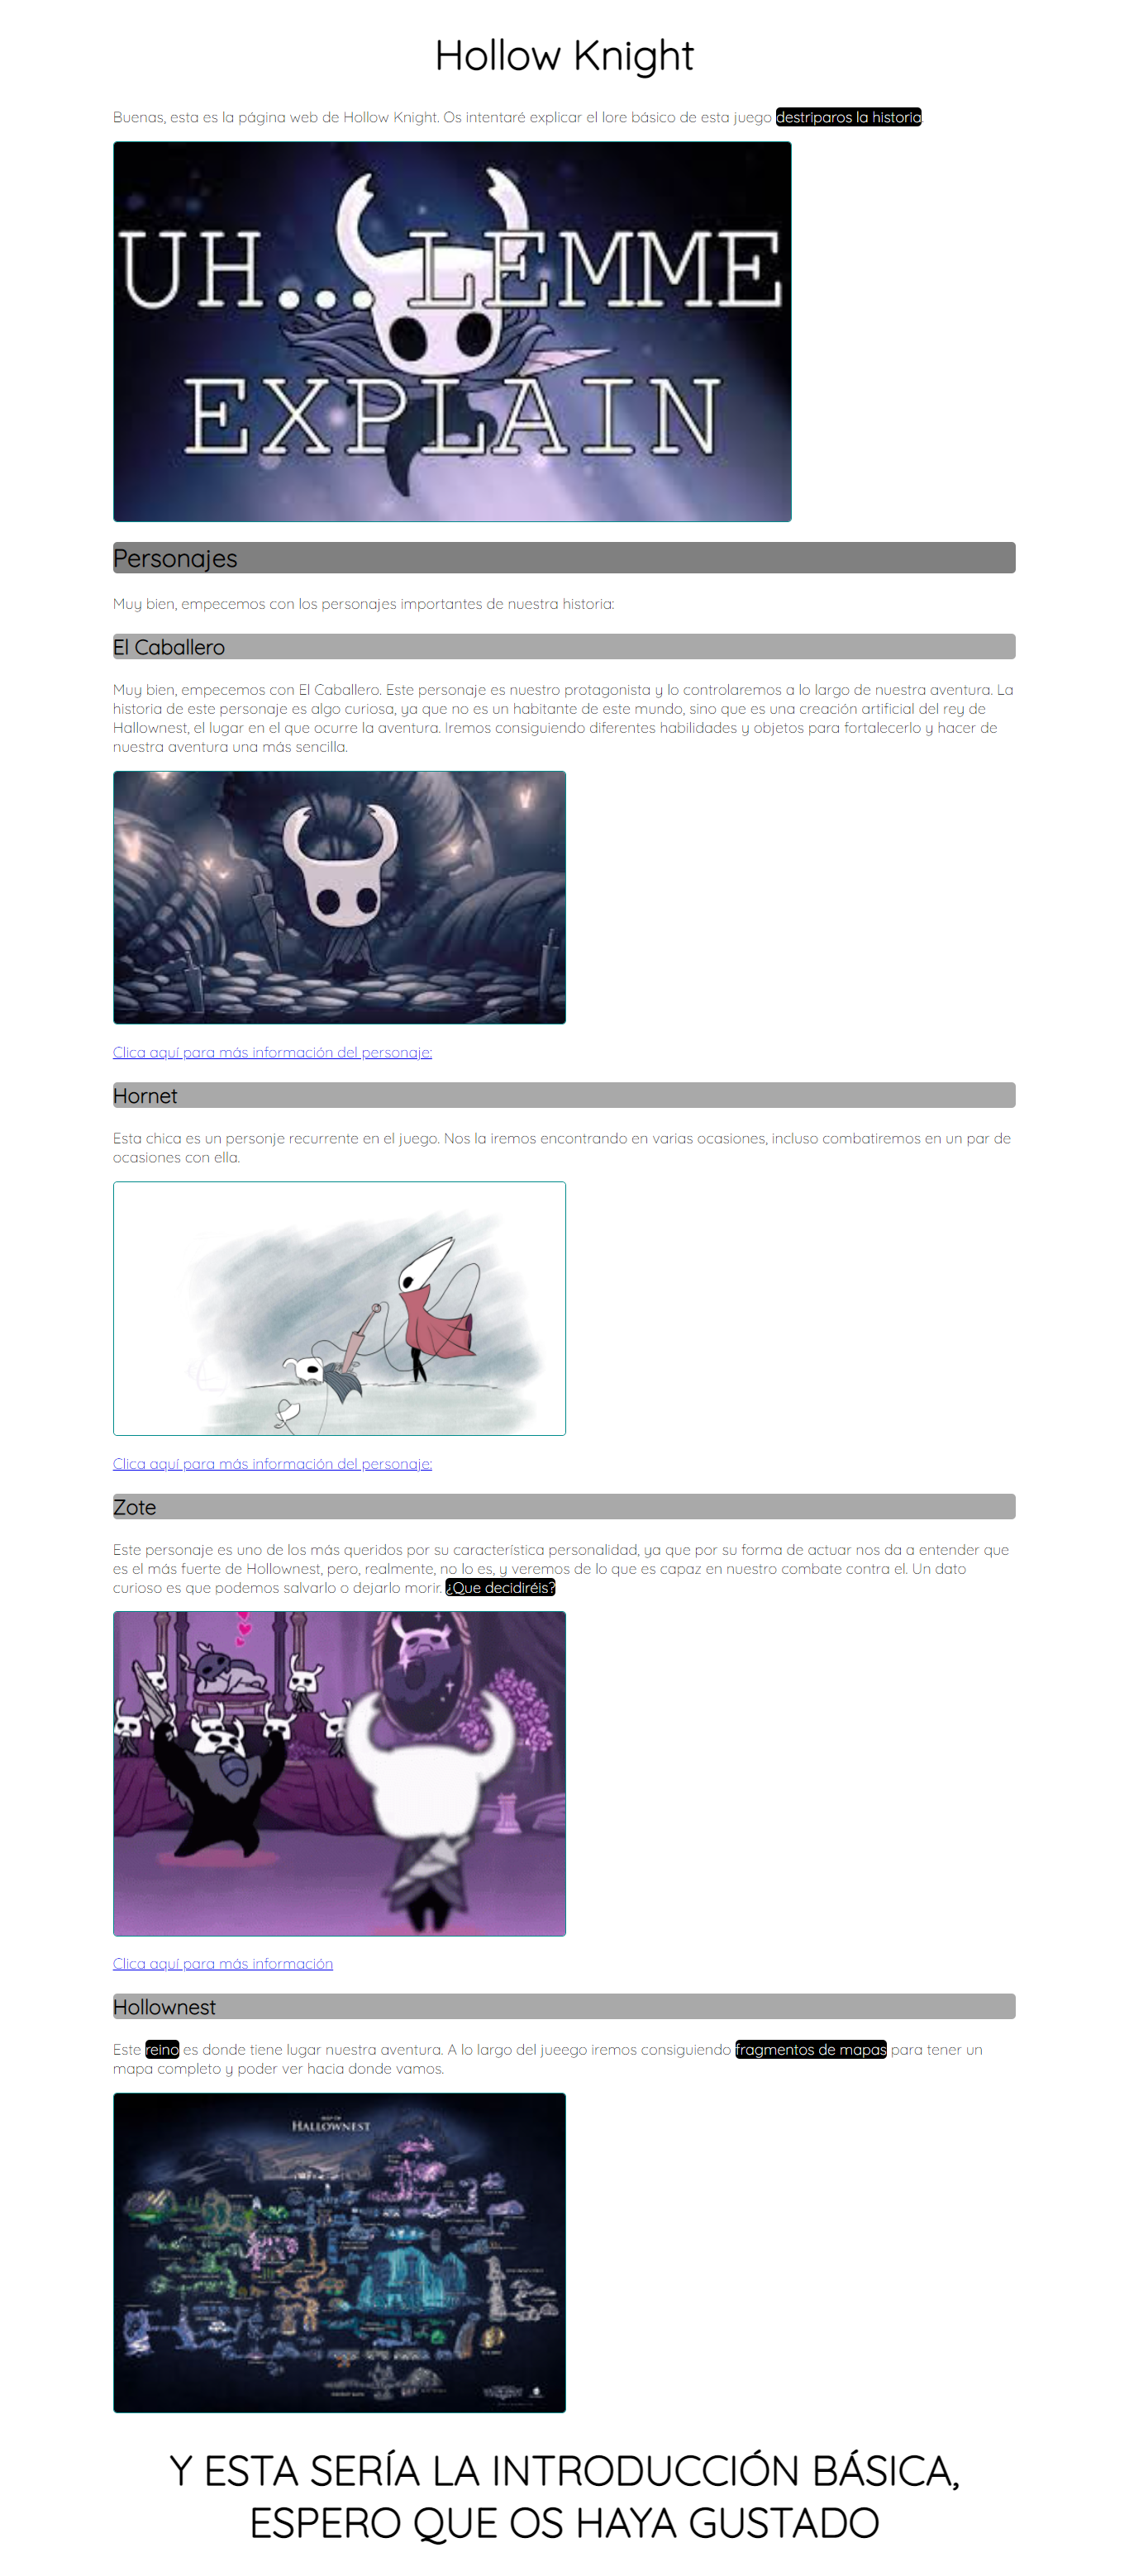 Hollow Knight
Buenas, esta es la página web de Hollow Knight. Os intentaré explicar el lore básico de esta juego destriparos la historia.
UH... LEMME
EXPLAIN
Personajes
Muy bien, empecemos con los personajes importantes de nuestra historia:
El Caballero
Muy bien, empecemos con El Caballero. Este personaje es nuestro protagonista y lo controlaremos a lo largo de nuestra aventura. La
historia de este personaje es algo curiosa, ya que no es un habitante de este mundo, sino que es una creación artificial del rey de
Hallownest, el lugar en el que ocurre la aventura. Iremos consiguiendo diferentes habilidades y objetos para fortalecerlo y hacer de
nuestra aventura una más sencilla.
Clica aquí para más información del personaje:
Hornet
Esta chica es un personje recurrente en el juego. Nos la iremos encontrando en varias ocasiones, incluso combatiremos en un par de
ocasiones con ella.
Clica aquí para más información del personaje:
Zote
Este personaje es uno de los más queridos por su característica personalidad, ya que por su forma de actuar nos da a entender que
es el más fuerte de Hollownest, pero, realmente, no lo es, y veremos de lo que es capaz en nuestro combate contra el. Un dato
curioso es que podemos salvarlo o dejarlo morir. ¿Que decidiréis?
Clica aquí para más información
Hollownest
Este reino es donde tiene lugar nuestra aventura. A lo largo del jueego iremos consiguiendo fragmentos de mapas para tener un
mapa completo y poder ver hacia donde vamos.
HALLOWNEST
Y ESTA SERÍA LA INTRODUCCIÓN BÁSICA,
ESPERO QUE OS HAYA GUSTADO